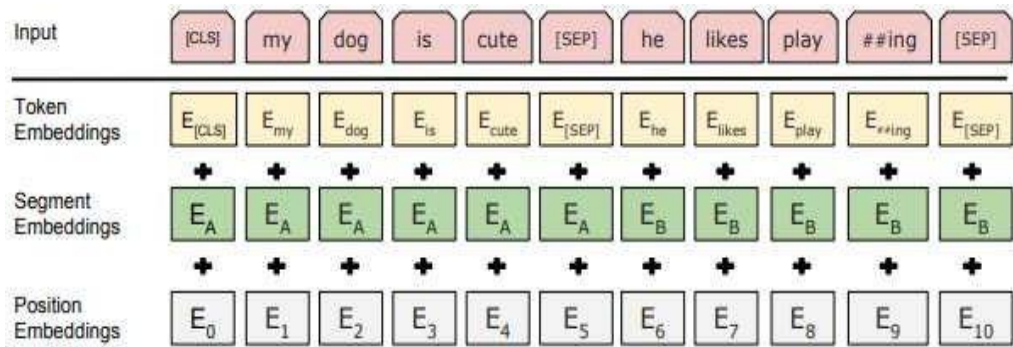 Input [CLS] my dog is cute [SEP] he likes play ##ing [SEP]
Token Embeddings E[CLS] Emy Edog Eis Ecute E[SEP] Ehe Elikes Eplay E##ing E[SEP]
+ + + + + + + + + + +
Segment Embeddings EA EA EA EA EA EA EB EB EB EB EB
+ + + + + + + + + + +
Position Embeddings E0 E1 E2 E3 E4 E5 E6 E7 E8 E9 E10